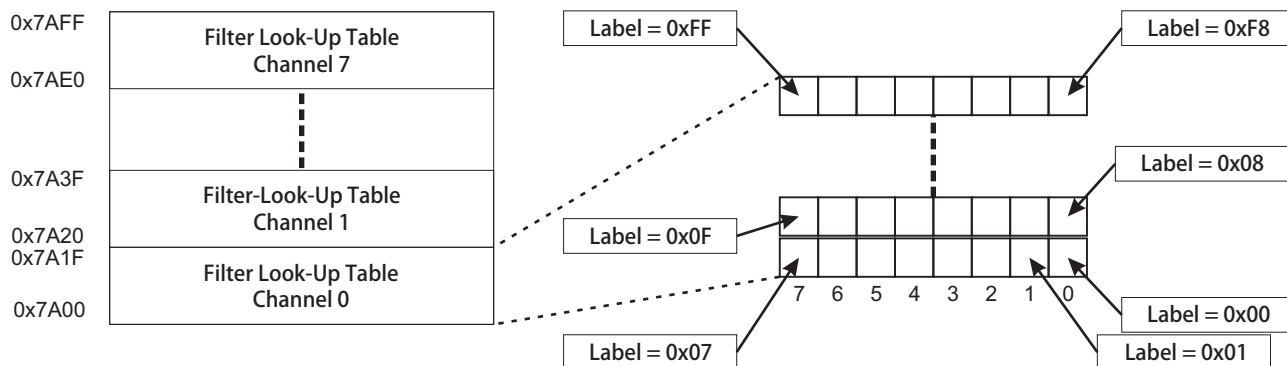 0x7AFF
Filter Look-Up Table
Channel 7
0x7AE0
0x7A3F
Filter-Look-Up Table
Channel 1
0x7A20
0x7A1F
Filter Look-Up Table
Channel 0
0x7A00
Label = 0xFF
Label = 0xF8
Label = 0x08
Label = 0x0F
7 6 5 4 3 2 1 0
Label = 0x00
Label = 0x07
Label = 0x01